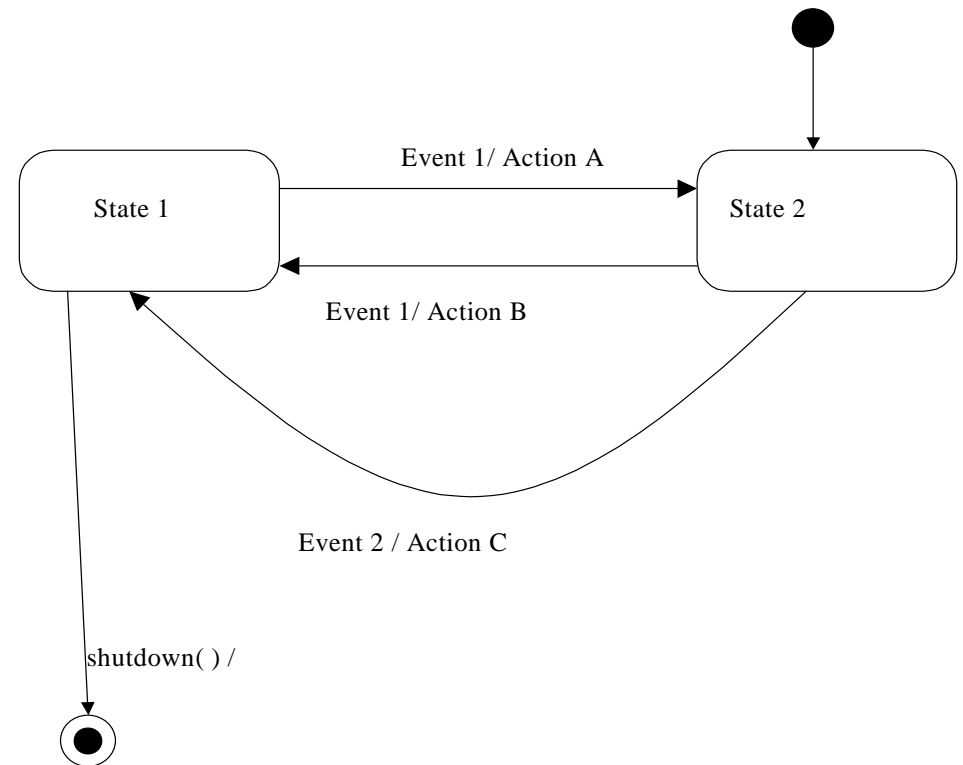 Event 1/ Action A
State 1
State 2
Event 1/ Action B
Event 2 / Action C
shutdown( ) /